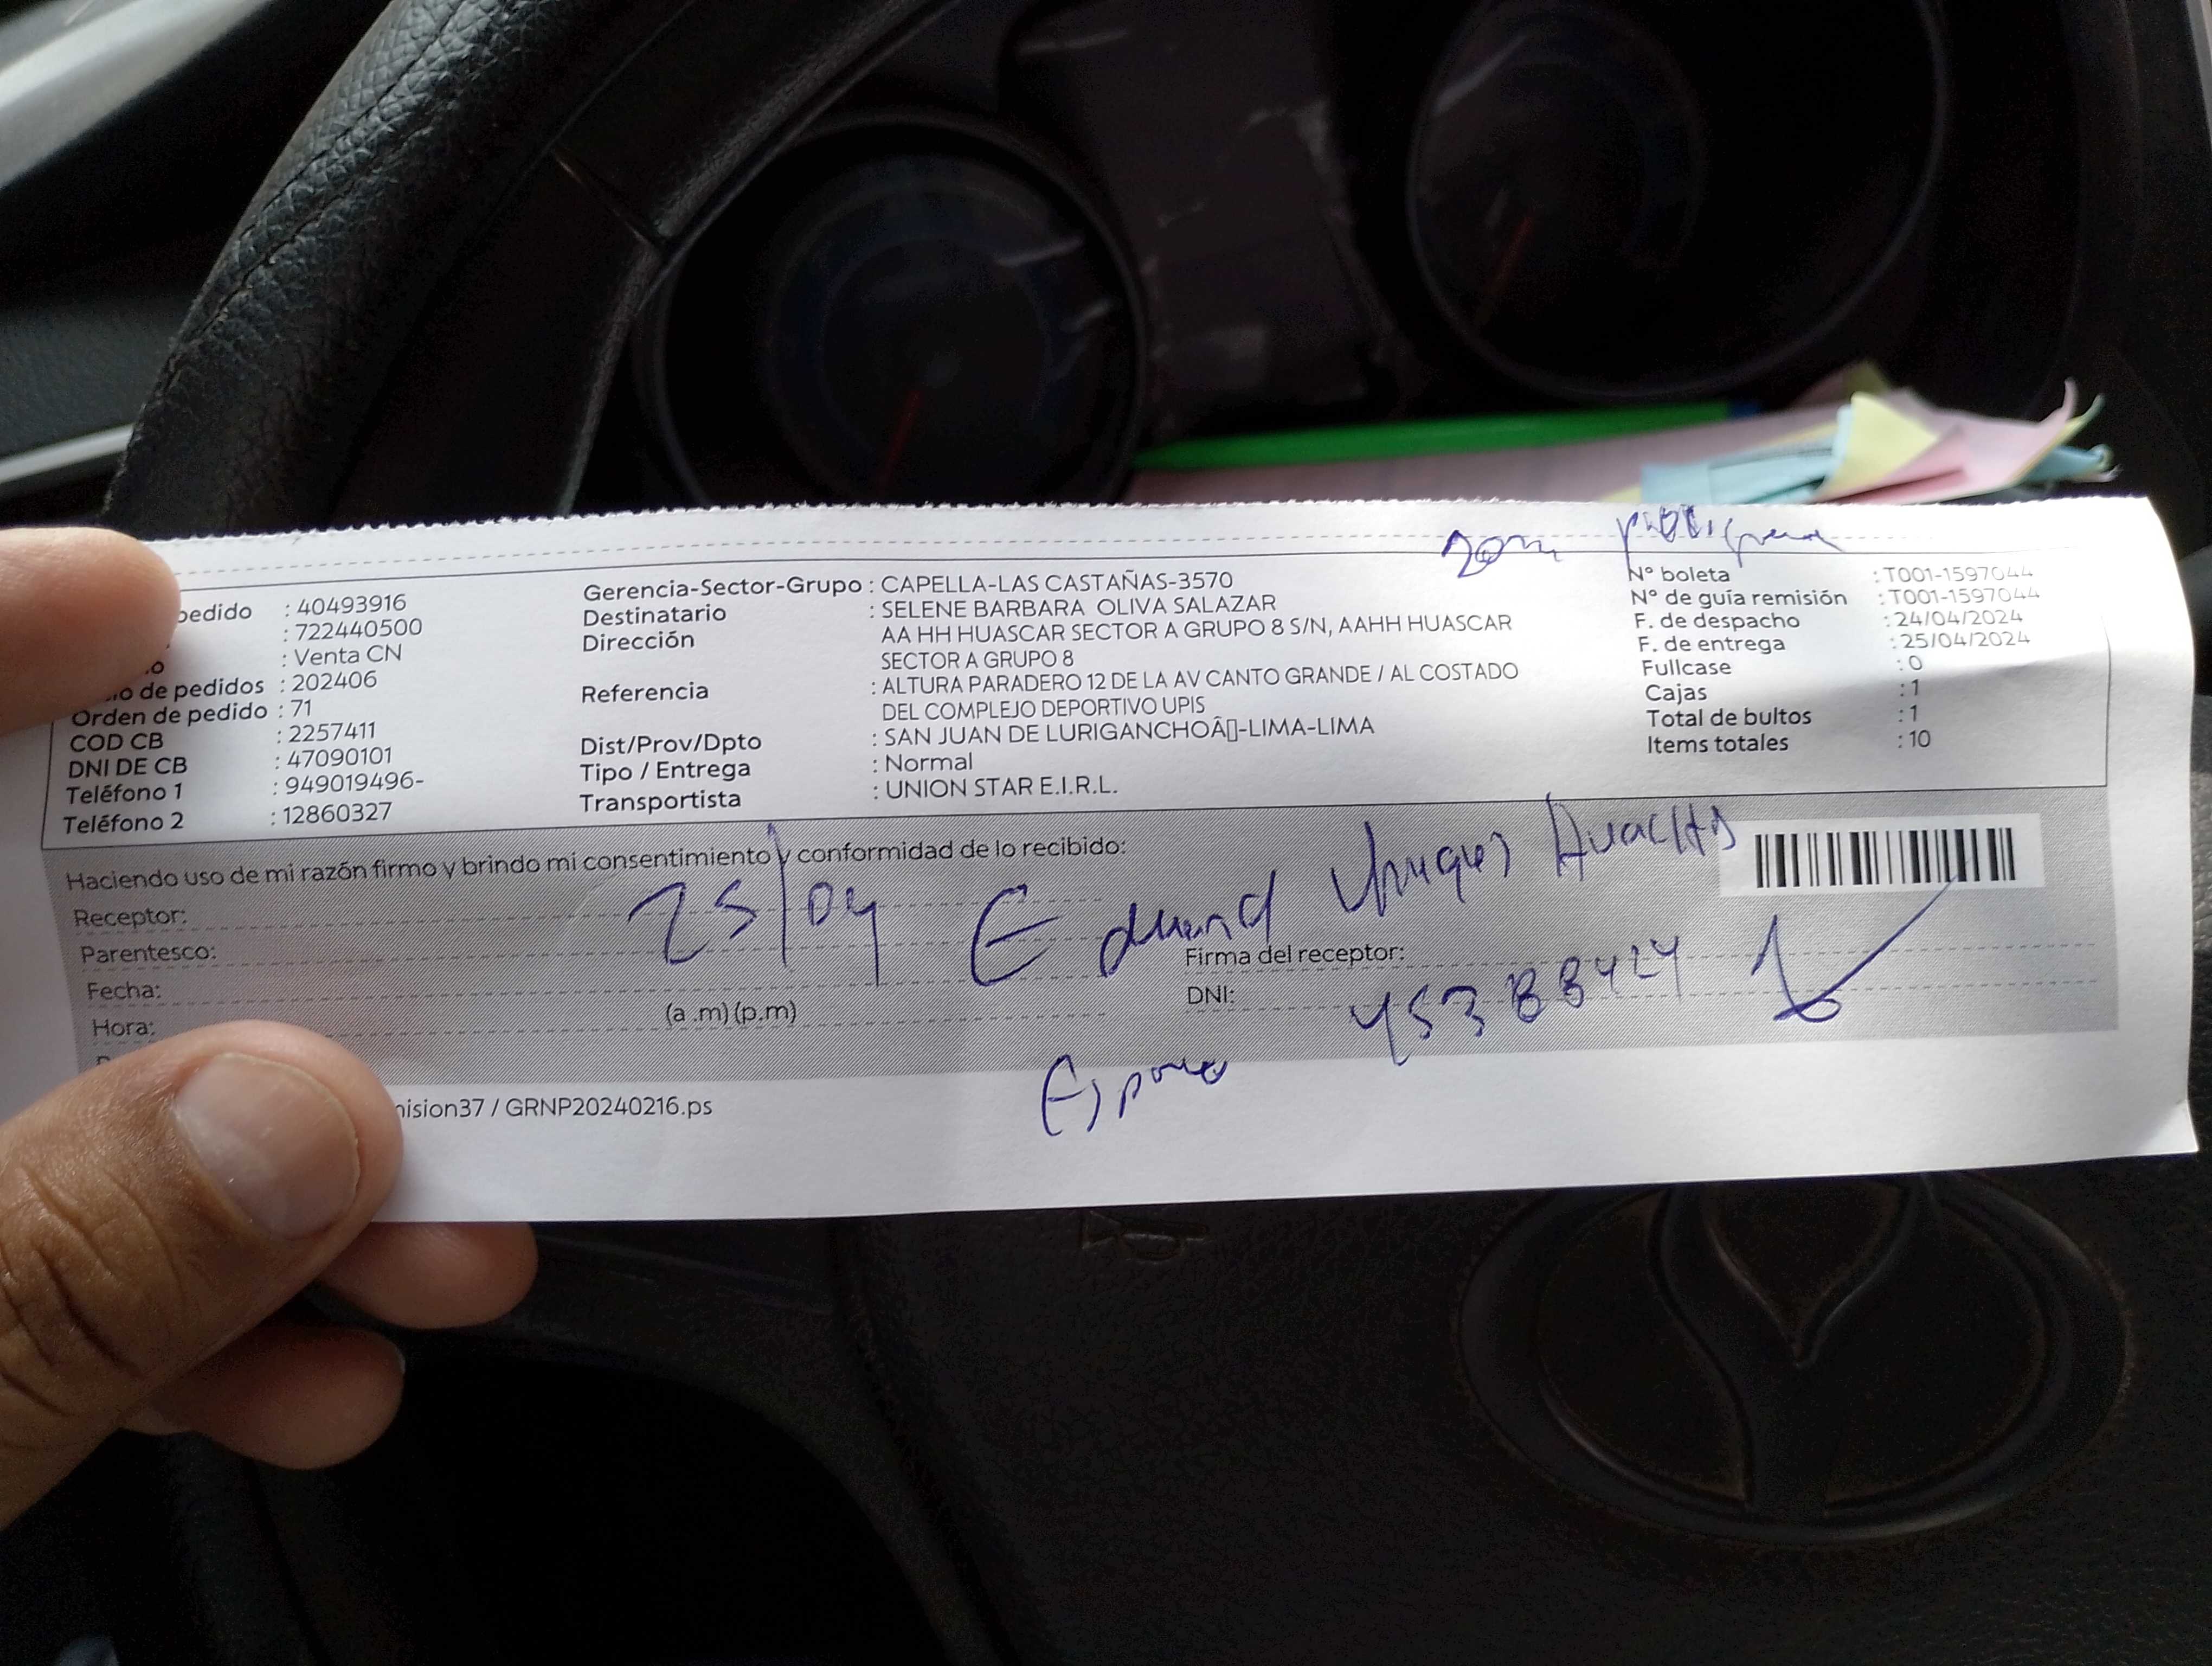 pedido : 40493916
: 722440500
o : Venta CN
o de pedidos : 202406
Orden de pedido : 71
COD CB : 2257411
DNI DE CB : 47090101
Teléfono 1 : 949019496-
Teléfono 2 : 12860327
Gerencia-Sector-Grupo : CAPELLA-LAS CASTAÑAS-3570
Destinatario : SELENE BARBARA OLIVA SALAZAR
Dirección AA HH HUASCAR SECTOR A GRUPO 8 S/N, AAHH HUASCAR
SECTOR A GRUPO 8
Referencia : ALTURA PARADERO 12 DE LA AV CANTO GRANDE / AL COSTADO
DEL COMPLEJO DEPORTIVO UPIS
Dist/Prov/Dpto : SAN JUAN DE LURIGANCHOÂ▯-LIMA-LIMA
Tipo / Entrega : Normal
Transportista : UNION STAR E.I.R.L.
Zona peligrosa
N° boleta : T001-1597044
N° de guía remisión : T001-1597044
F. de despacho : 24/04/2024
F. de entrega : 25/04/2024
Fullcase : 0
Cajas : 1
Total de bultos : 1
Items totales : 10
Haciendo uso de mi razón firmo y brindo mi consentimiento y conformidad de lo recibido:
Receptor:
Parentesco:
Fecha:
Hora: (a .m) (p.m)
25/04 Edmund
Firma del receptor:
DNI: 45388424
Esposo
nision37 / GRNP20240216.ps